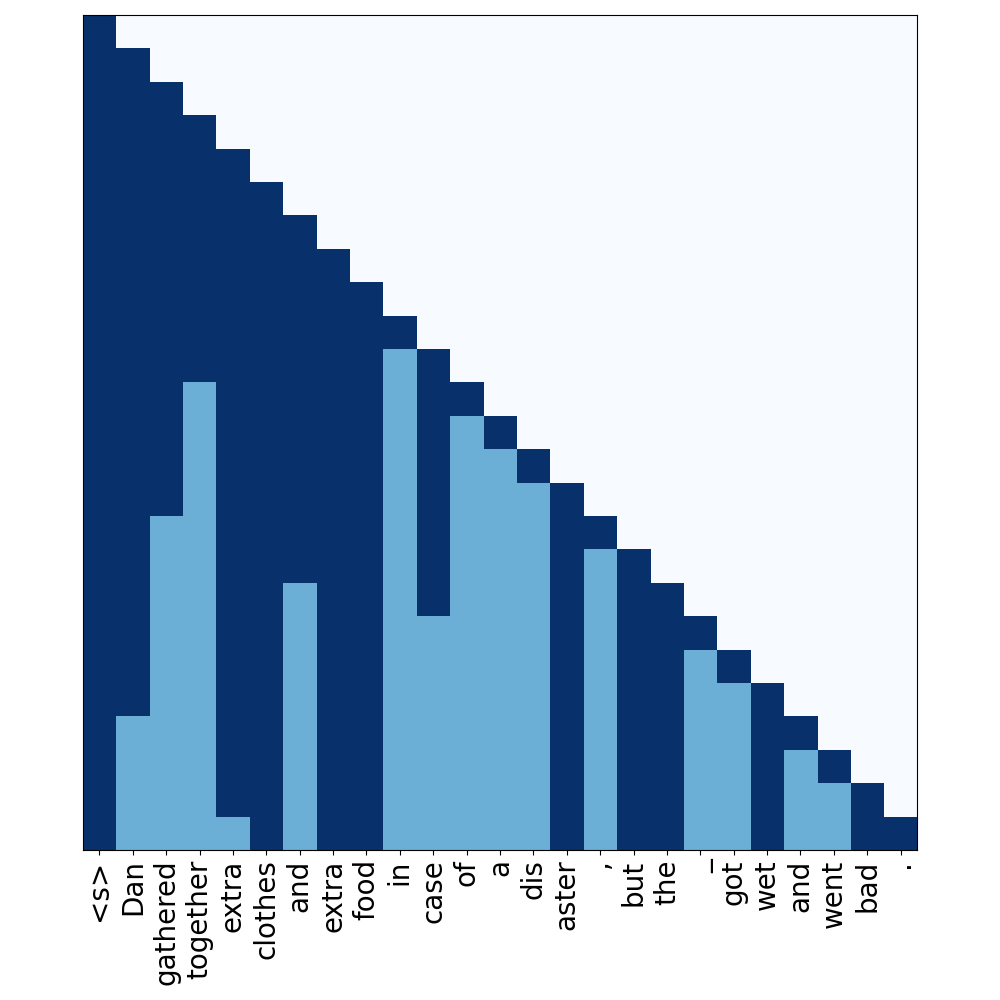 <s> Dan gathered together extra clothes and extra food in case of a dis aster , but the _ got wet and went bad .